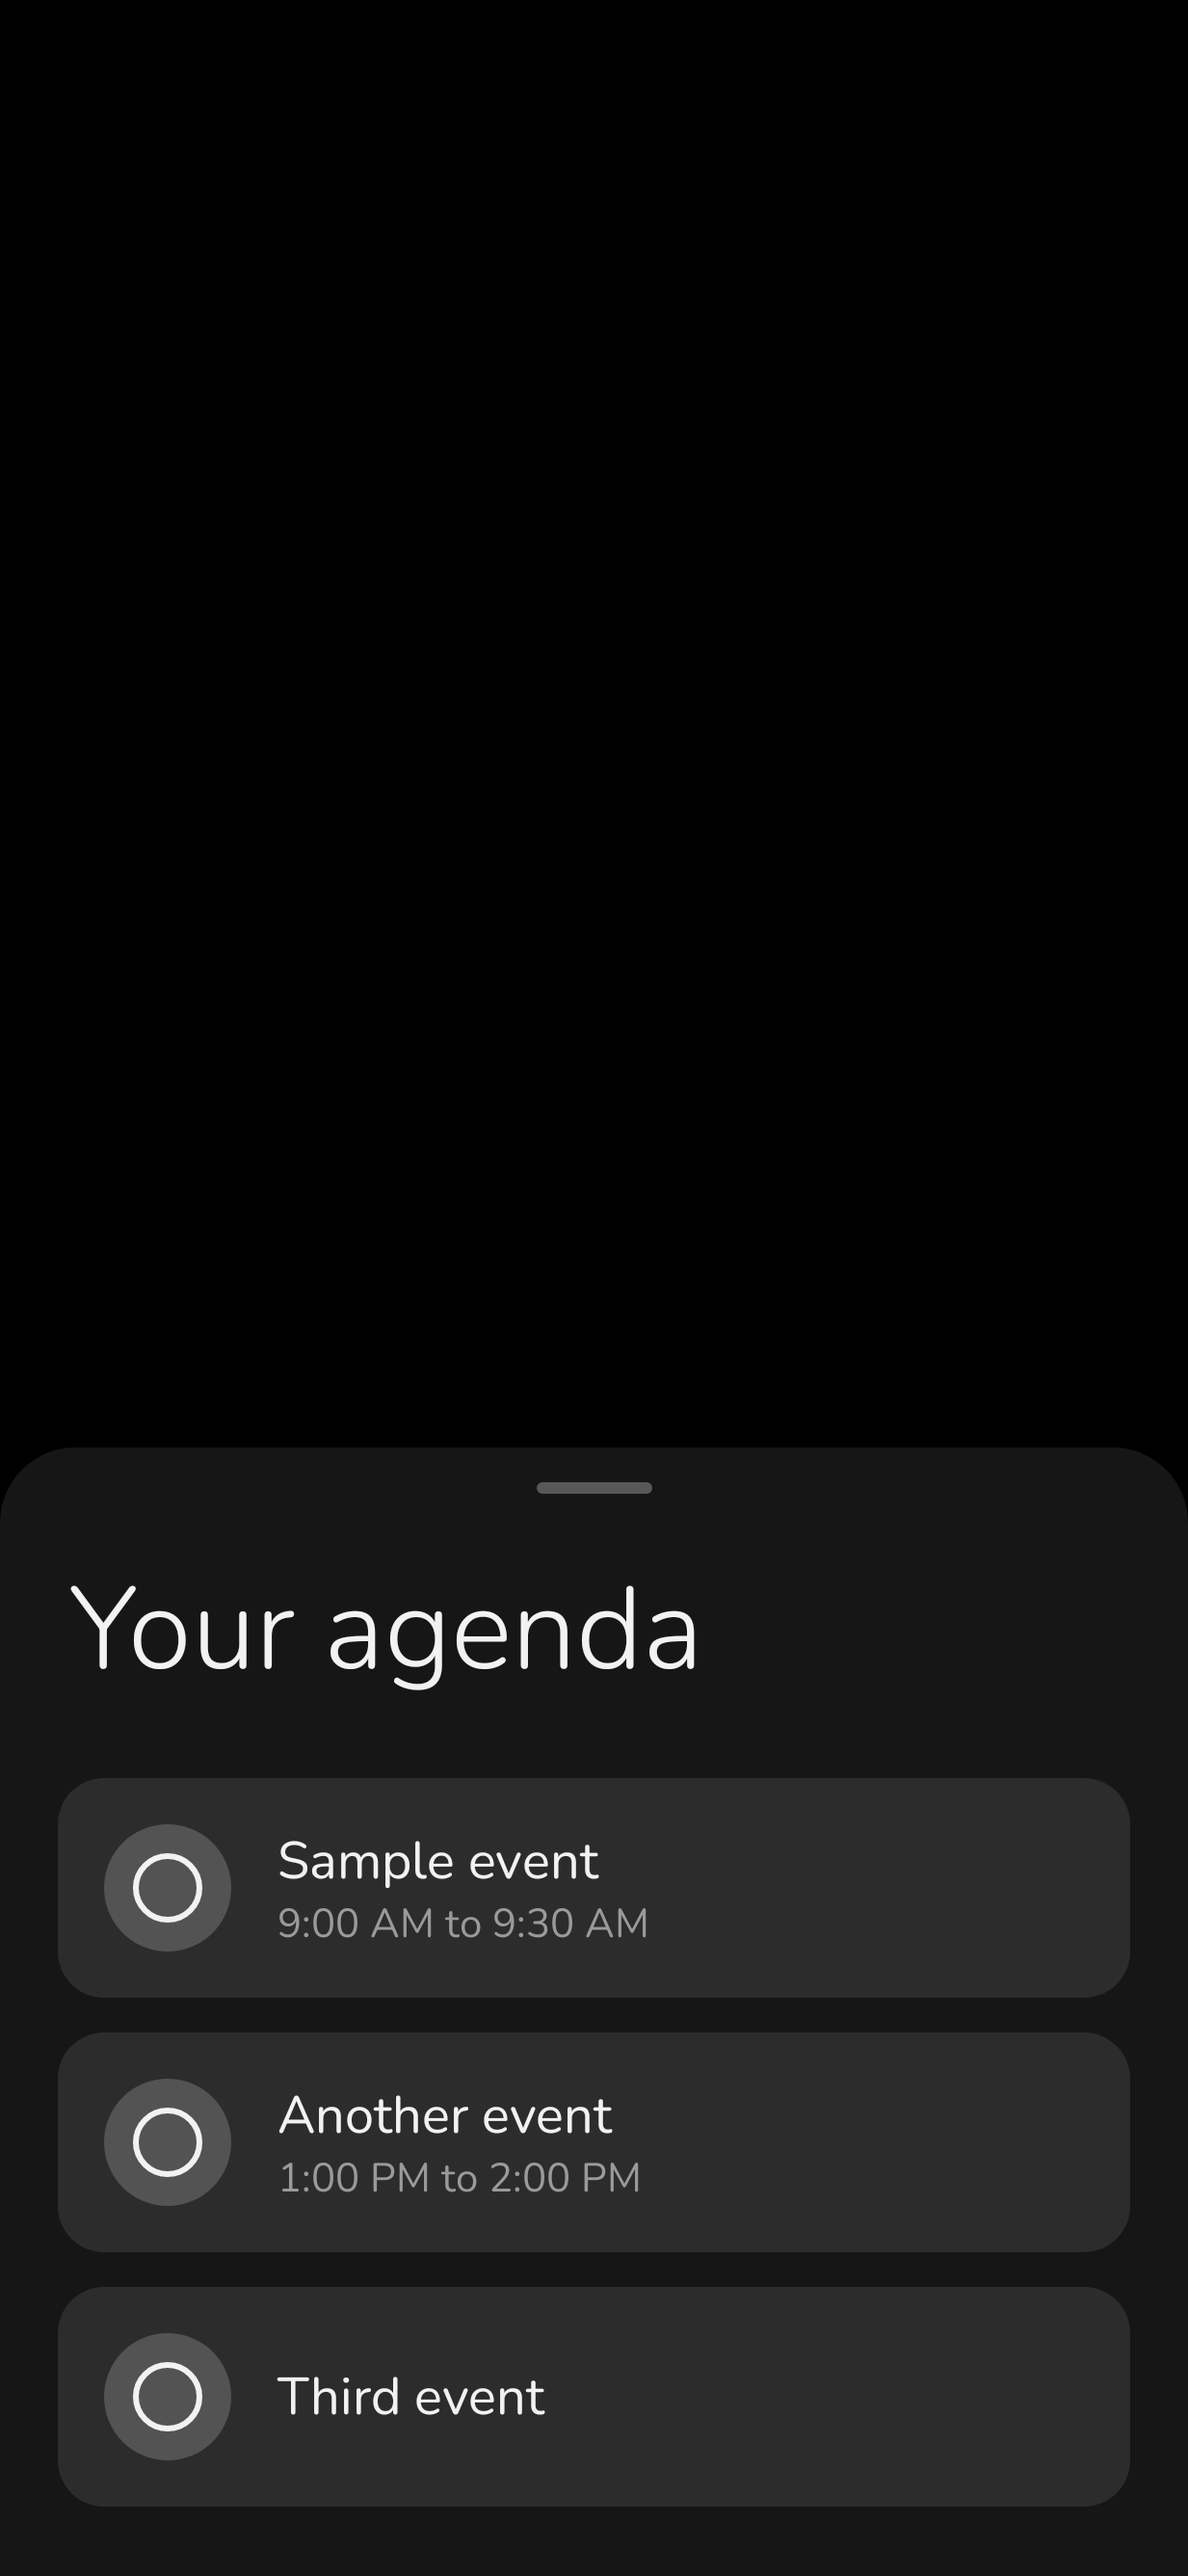 Your agenda
Sample event
9:00 AM to 9:30 AM
Another event
1:00 PM to 2:00 PM
Third event